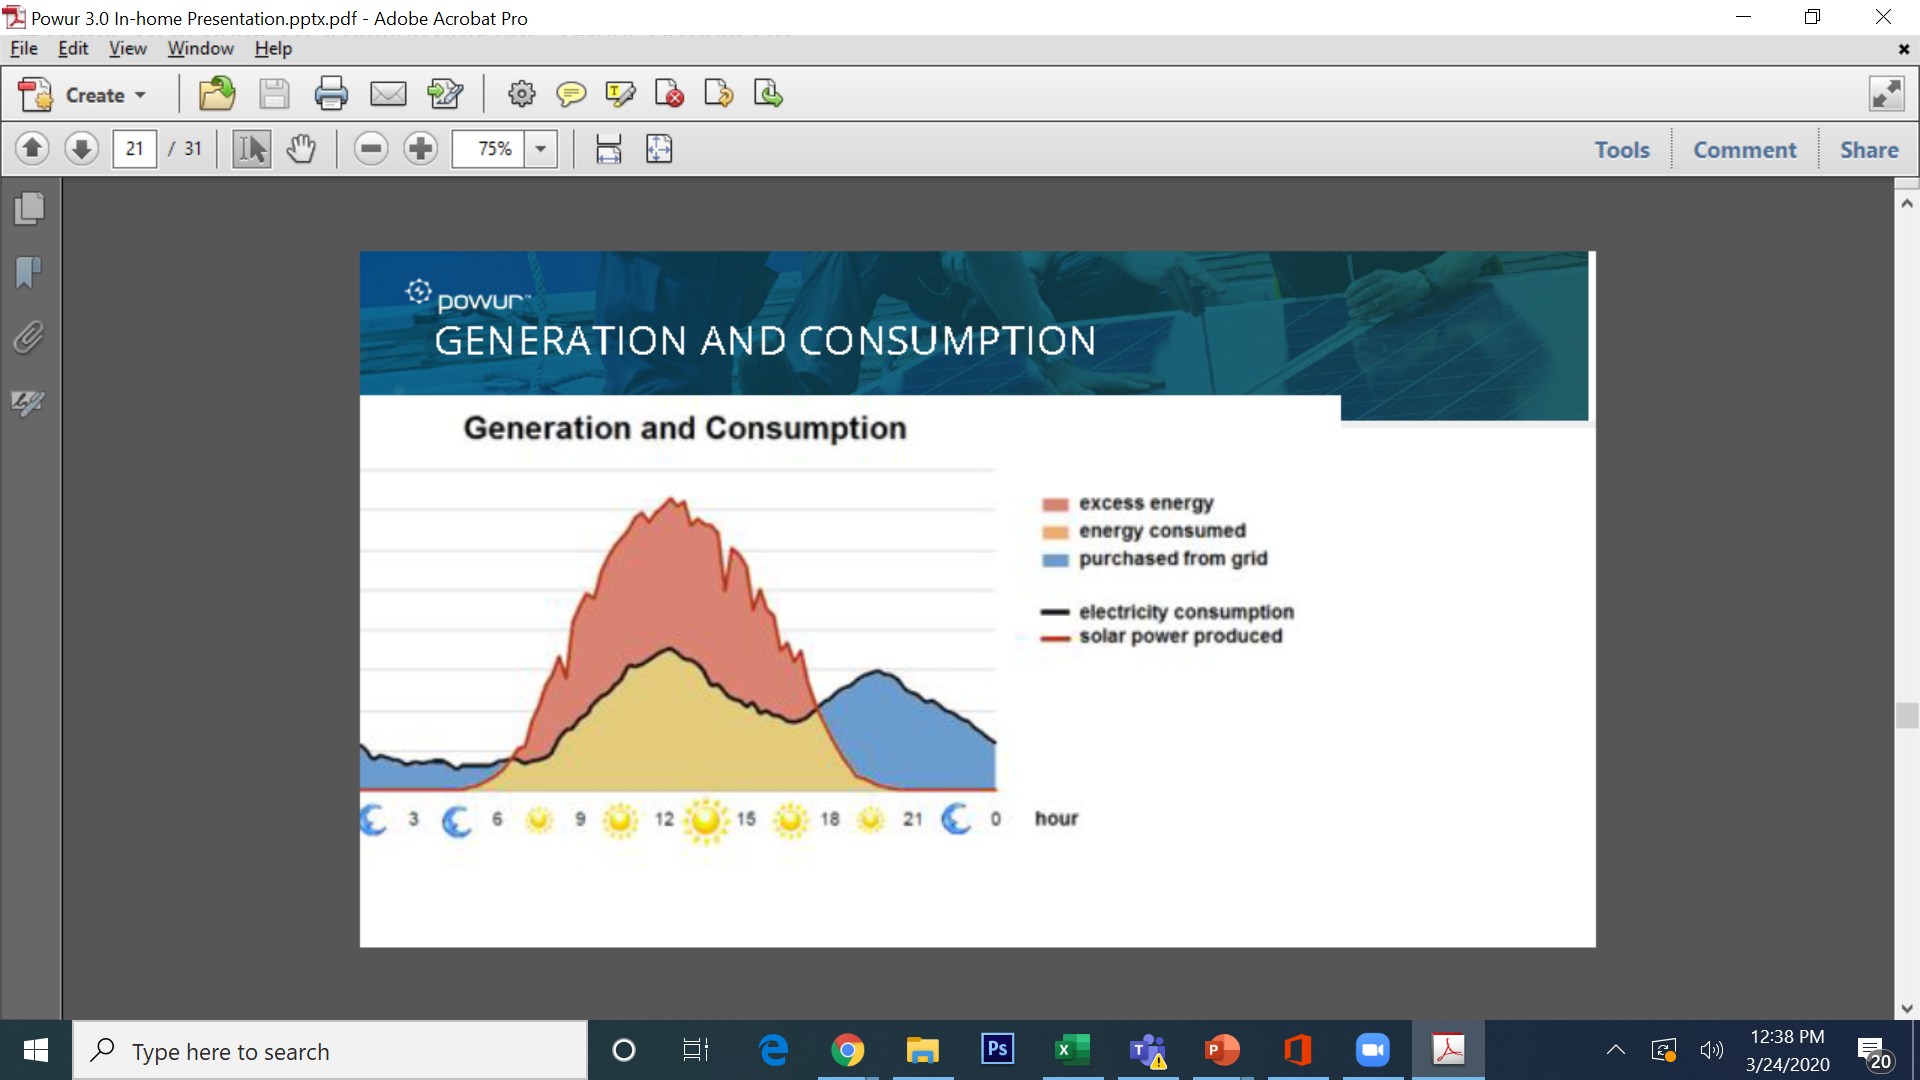 Powur 3.0 In-home Presentation.pptx.pdf - Adobe Acrobat Pro
File Edit View Window Help
Create
21 / 31 75% Tools Comment Share
powur™
GENERATION AND CONSUMPTION
Generation and Consumption
excess energy
energy consumed
purchased from grid
electricity consumption
solar power produced
3 6 9 12 15 18 21 0 hour
Type here to search
Ps
12:38 PM
3/24/2020
20